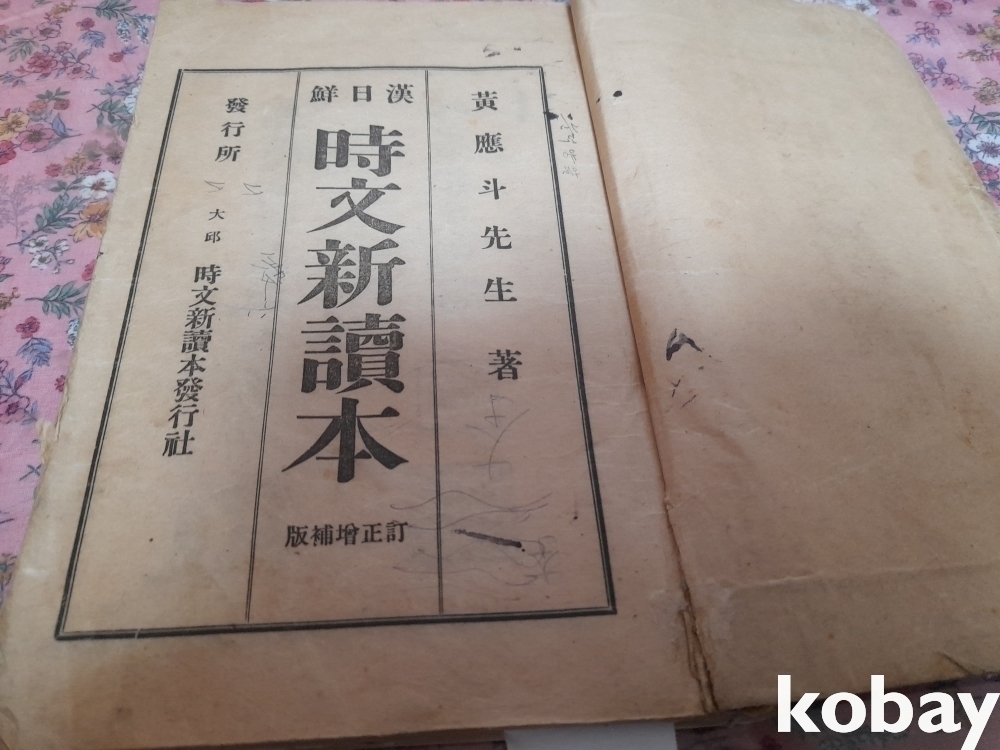 黃應斗先生 著
漢日鮮
時文新讀本
訂正增補版
發行所
大邱
時文新讀本發行社
kobay